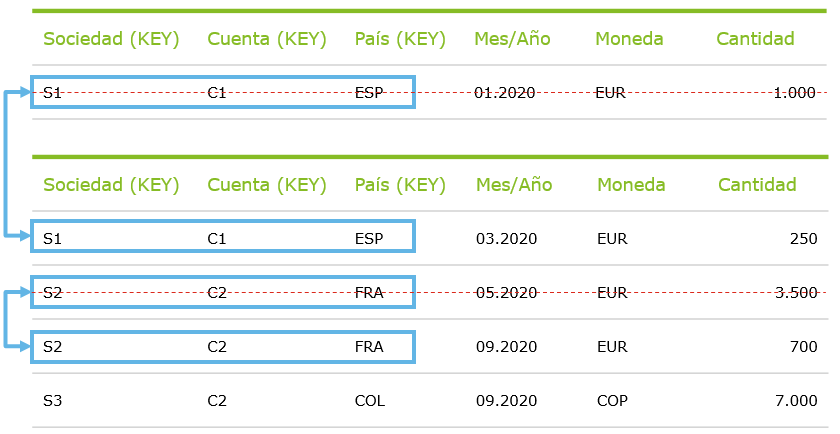 Sociedad (KEY) Cuenta (KEY) País (KEY) Mes/Año Moneda Cantidad
S1 C1 ESP 01.2020 EUR 1.000
Sociedad (KEY) Cuenta (KEY) País (KEY) Mes/Año Moneda Cantidad
S1 C1 ESP 03.2020 EUR 250
S2 C2 FRA 05.2020 EUR 3.500
S2 C2 FRA 09.2020 EUR 700
S3 C2 COL 09.2020 COP 7.000